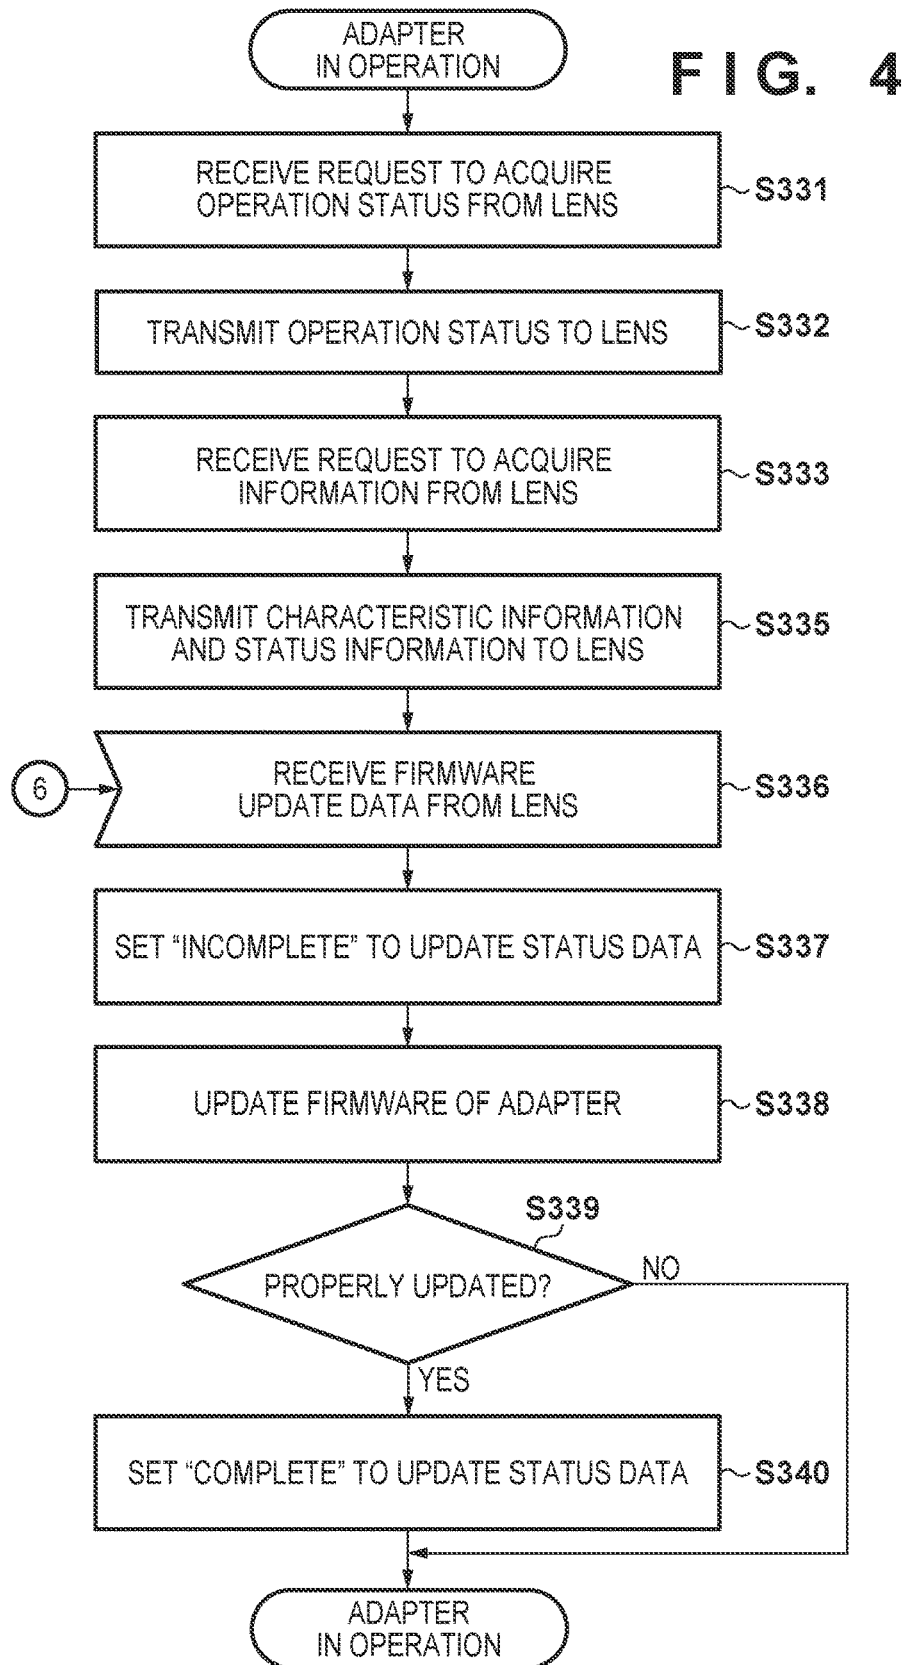 ADAPTER
IN OPERATION
FIG. 4
RECEIVE REQUEST TO ACQUIRE
OPERATION STATUS FROM LENS
S331
TRANSMIT OPERATION STATUS TO LENS
S332
RECEIVE REQUEST TO ACQUIRE
INFORMATION FROM LENS
S333
TRANSMIT CHARACTERISTIC INFORMATION
AND STATUS INFORMATION TO LENS
S335
6
RECEIVE FIRMWARE
UPDATE DATA FROM LENS
S336
SET “INCOMPLETE” TO UPDATE STATUS DATA
S337
UPDATE FIRMWARE OF ADAPTER
S338
S339
PROPERLY UPDATED?
NO
YES
SET “COMPLETE” TO UPDATE STATUS DATA
S340
ADAPTER
IN OPERATION